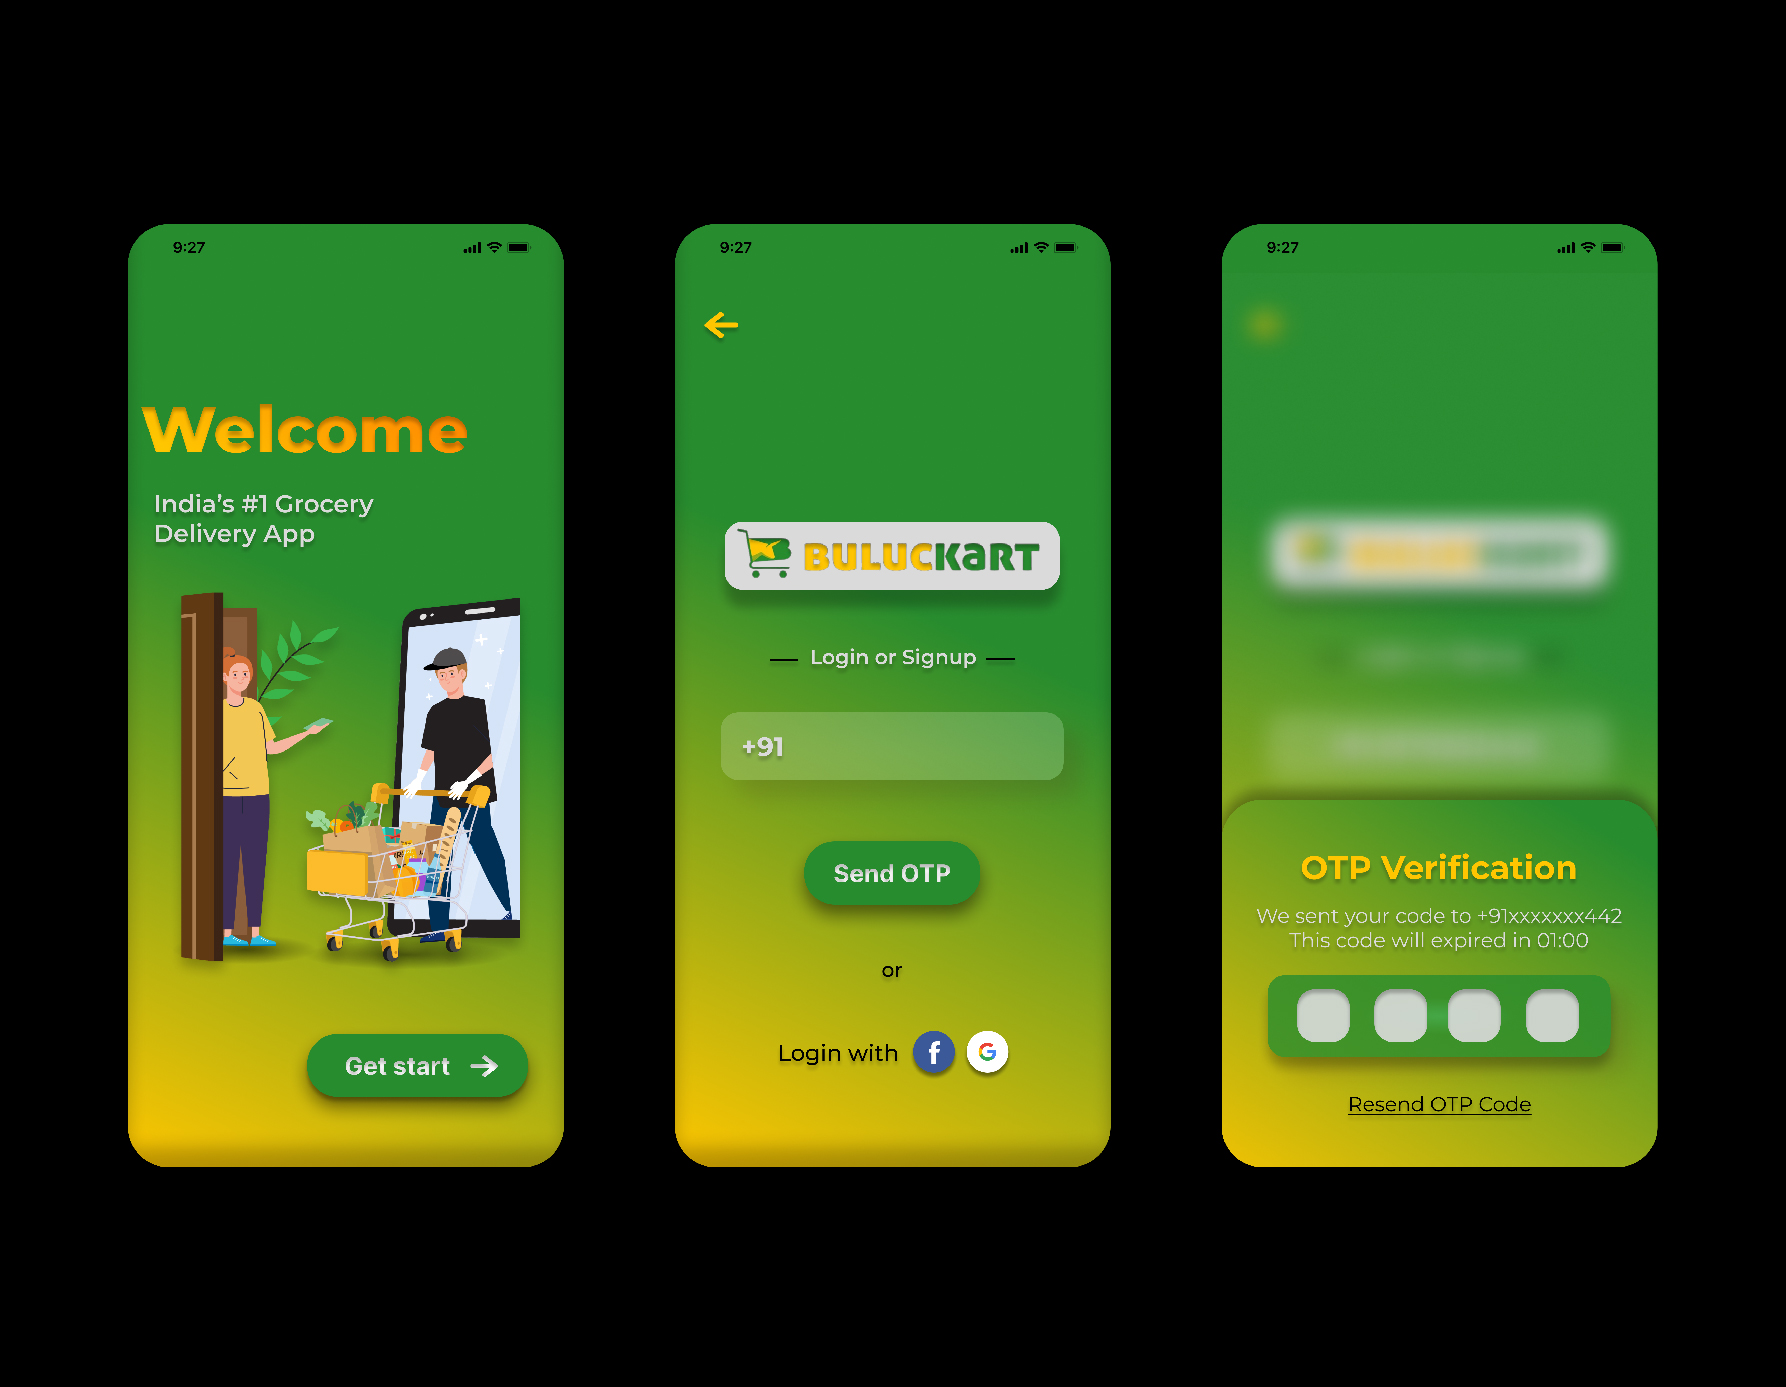 9:27
Welcome
India's #1 Grocery
Delivery App
Get start
9:27
BULUCKART
Login or Signup
+91
Send OTP
or
Login with
f
G
9:27
OTP Verification
We sent your code to +91xxxxxxx442
This code will expired in 01:00
Resend OTP Code